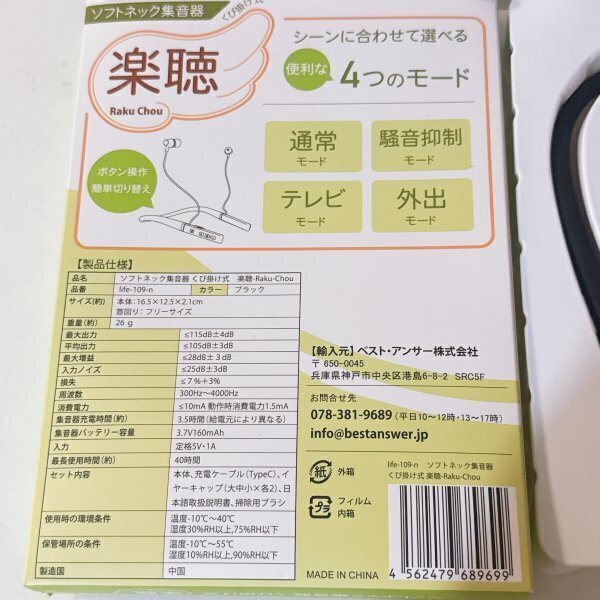 ソフトネック集音器
くび掛け式
楽聴
Raku Chou
シーンに合わせて選べる
便利な 4つのモード
通常
モード
騒音抑制
モード
テレビ
モード
外出
モード
ボタン操作
簡単切り替え
【製品仕様】
品名 ソフトネック集音器 くび掛け式 楽聴-Raku-Chou
品番 life-109-n カラー ブラック
サイズ(約) 本体:16.5×12.5×2.1cm
首回り:フリーサイズ
重量(約) 26 g
最大出力 ≤115dB±4dB
平均出力 ≤105dB±3dB
最大増益 ≤28dB±3dB
入力ノイズ ≤25dB±3dB
損失 ≤7%+3%
周波数 300Hz〜4000Hz
消費電力 ≤10mA 動作時消費電力1.5mA
集音器充電時間(約) 3.5時間(給電元により異なる)
集音器バッテリー容量 3.7V160mAh
入力 定格5V・1A
最長使用時間(約) 40時間
セット内容 本体、充電ケーブル(TypeC)、イ
ヤーキャップ(大中小×各2)、日
本語取扱説明書、掃除用ブラシ
使用時の環境条件 温度-10℃〜40℃
湿度30%RH以上,75%RH以下
保管場所の条件 温度-10℃〜55℃
湿度10%RH以上,90%RH以下
製造国 中国
【輸入元】ベスト・アンサー株式会社
〒 650-0045
兵庫県神戸市中央区港島6-8-2 SRC5F
お問合せ先
078-381-9689 (平日10〜12時・13〜17時)
info@bestanswer.jp
紙 外箱
プラ フィルム
内箱
life-109-n ソフトネック集音器
くび掛け式 楽聴-Raku-Chou
MADE IN CHINA
4 562479 689699